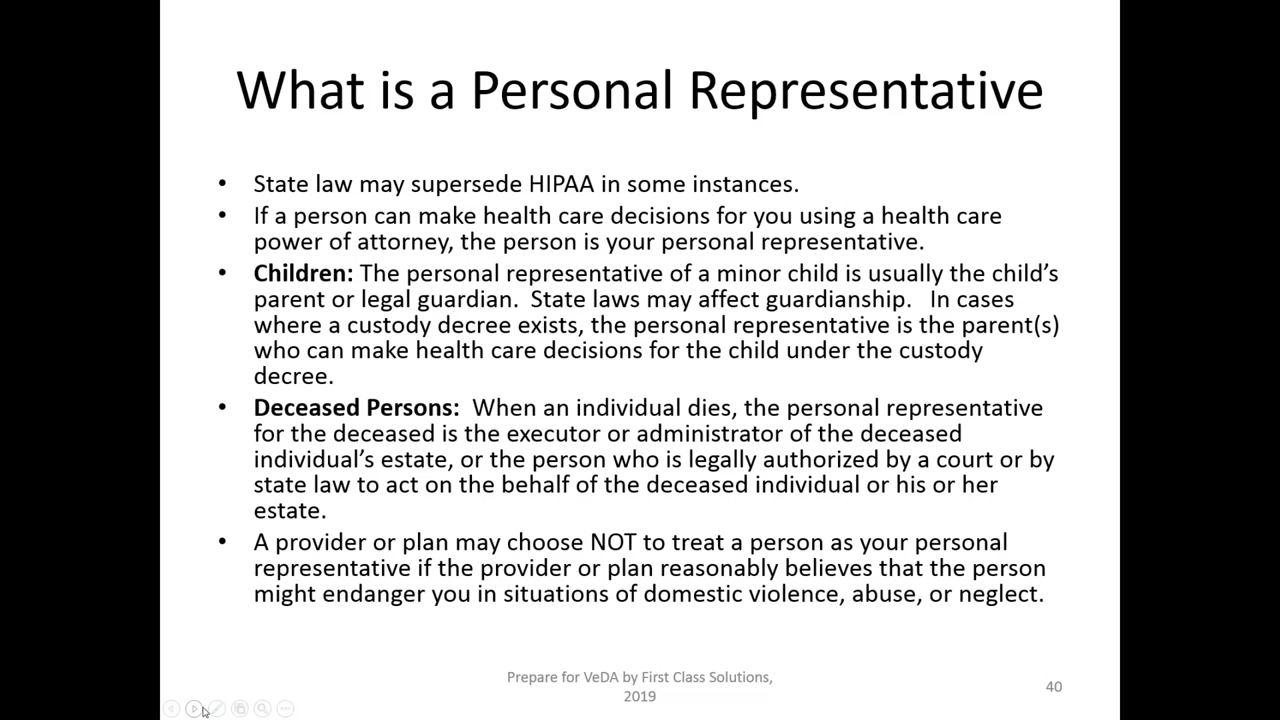 What is a Personal Representative
• State law may supersede HIPAA in some instances.
• If a person can make health care decisions for you using a health care
power of attorney, the person is your personal representative.
• Children: The personal representative of a minor child is usually the child's
parent or legal guardian.  State laws may affect guardianship.   In cases
where a custody decree exists, the personal representative is the parent(s)
who can make health care decisions for the child under the custody
decree.
• Deceased Persons:  When an individual dies, the personal representative
for the deceased is the executor or administrator of the deceased
individual's estate, or the person who is legally authorized by a court or by
state law to act on the behalf of the deceased individual or his or her
estate.
• A provider or plan may choose NOT to treat a person as your personal
representative if the provider or plan reasonably believes that the person
might endanger you in situations of domestic violence, abuse, or neglect.
Prepare for VeDA by First Class Solutions,
2019
40